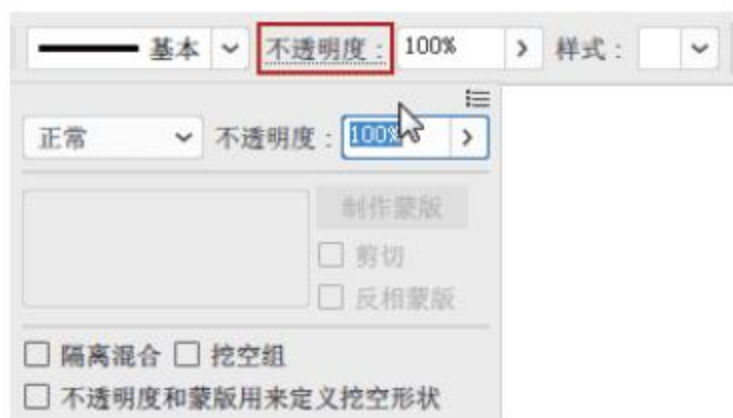 基本 不透明度： 100% 样式：
正常 不透明度： 100%
制作蒙版
剪切
反相蒙版
隔离混合 挖空组
不透明度和蒙版用来定义挖空形状